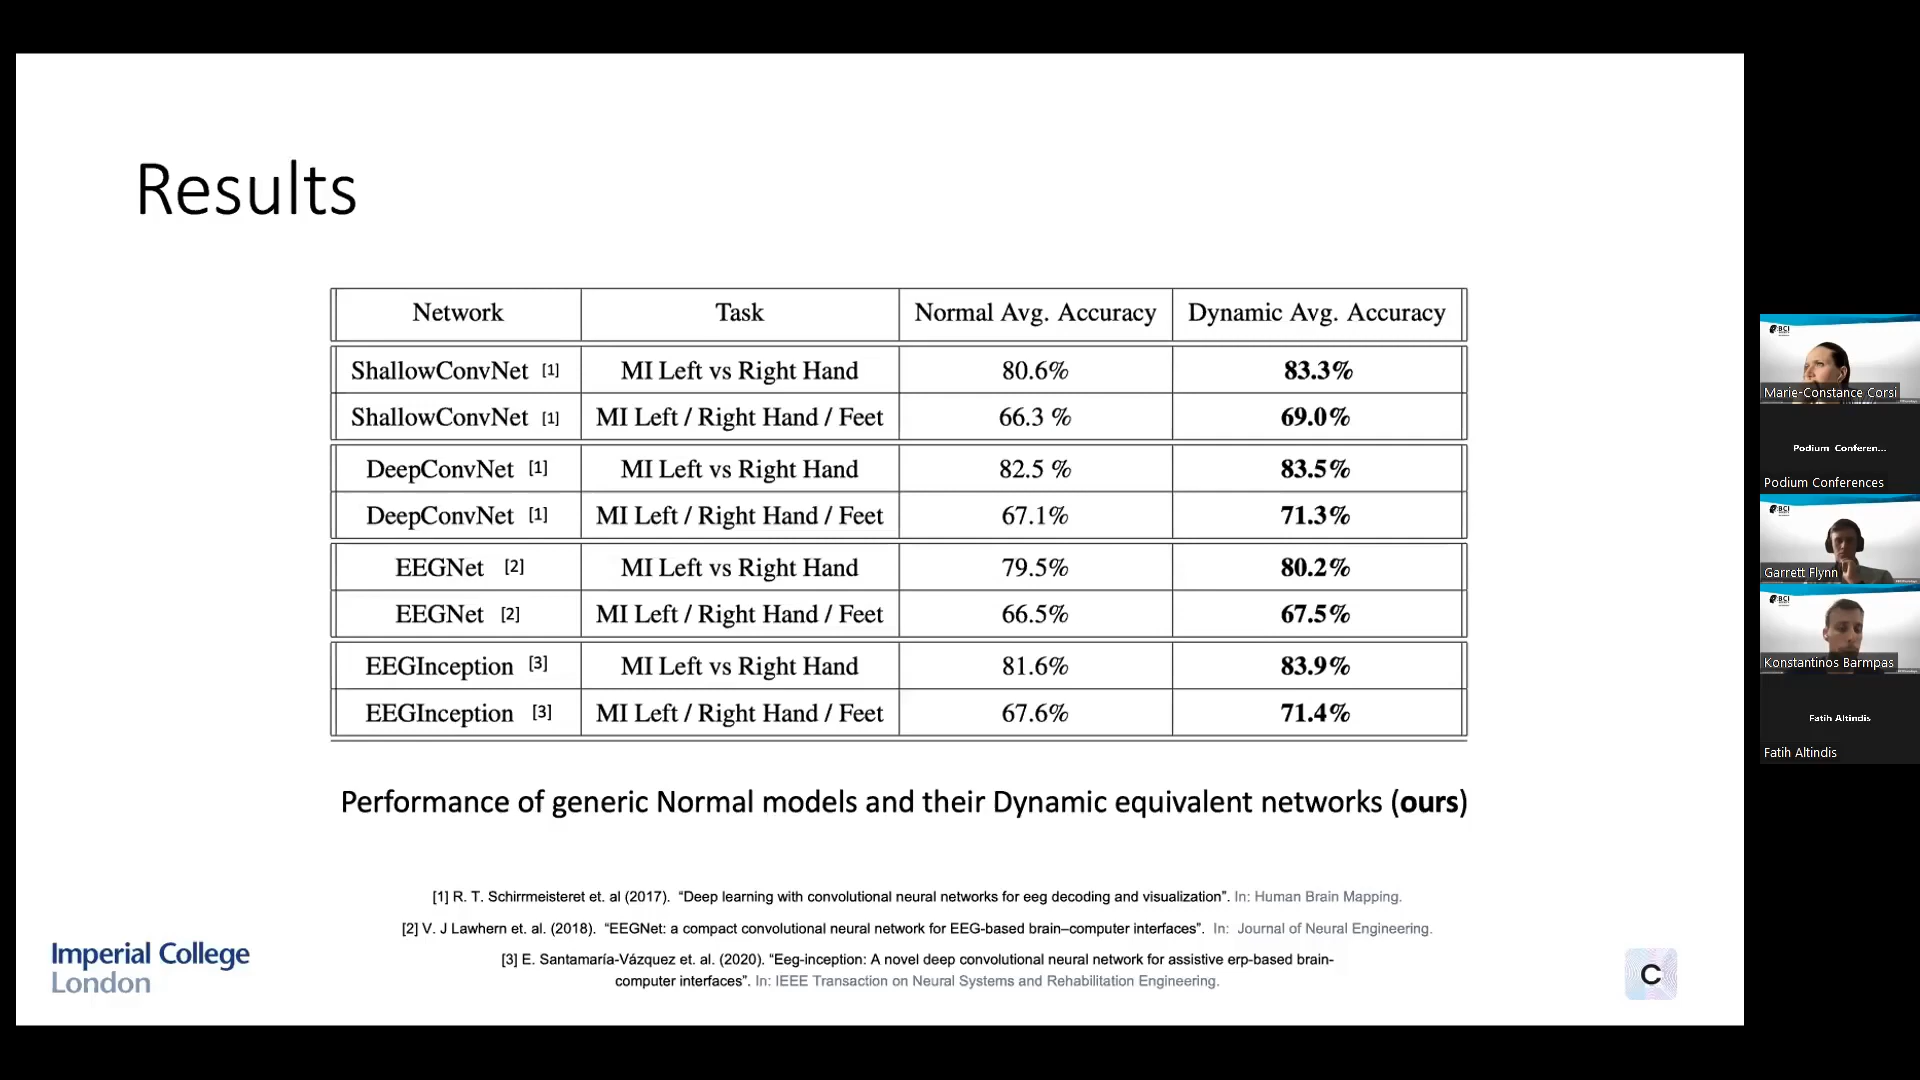 Results
Network Task Normal Avg. Accuracy Dynamic Avg. Accuracy
ShallowConvNet [1] MI Left vs Right Hand 80.6% 83.3%
ShallowConvNet [1] MI Left / Right Hand / Feet 66.3 % 69.0%
DeepConvNet [1] MI Left vs Right Hand 82.5 % 83.5%
DeepConvNet [1] MI Left / Right Hand / Feet 67.1% 71.3%
EEGNet [2] MI Left vs Right Hand 79.5% 80.2%
EEGNet [2] MI Left / Right Hand / Feet 66.5% 67.5%
EEGInception [3] MI Left vs Right Hand 81.6% 83.9%
EEGInception [3] MI Left / Right Hand / Feet 67.6% 71.4%
Performance of generic Normal models and their Dynamic equivalent networks (ours)
[1] R. T. Schirrmeisteret et. al (2017). “Deep learning with convolutional neural networks for eeg decoding and visualization”. In: Human Brain Mapping.
[2] V. J Lawhern et. al. (2018). “EEGNet: a compact convolutional neural network for EEG-based brain–computer interfaces”. In: Journal of Neural Engineering.
[3] E. Santamaría-Vázquez et. al. (2020). “Eeg-inception: A novel deep convolutional neural network for assistive erp-based brain-
computer interfaces”. In: IEEE Transaction on Neural Systems and Rehabilitation Engineering.
Imperial College
London
C
BCI
Marie-Constance Corsi
Podium Conferen...
Podium Conferences
BCI
Garrett Flynn
BCI
Konstantinos Barmpas
Fatih Altindis
Fatih Altindis